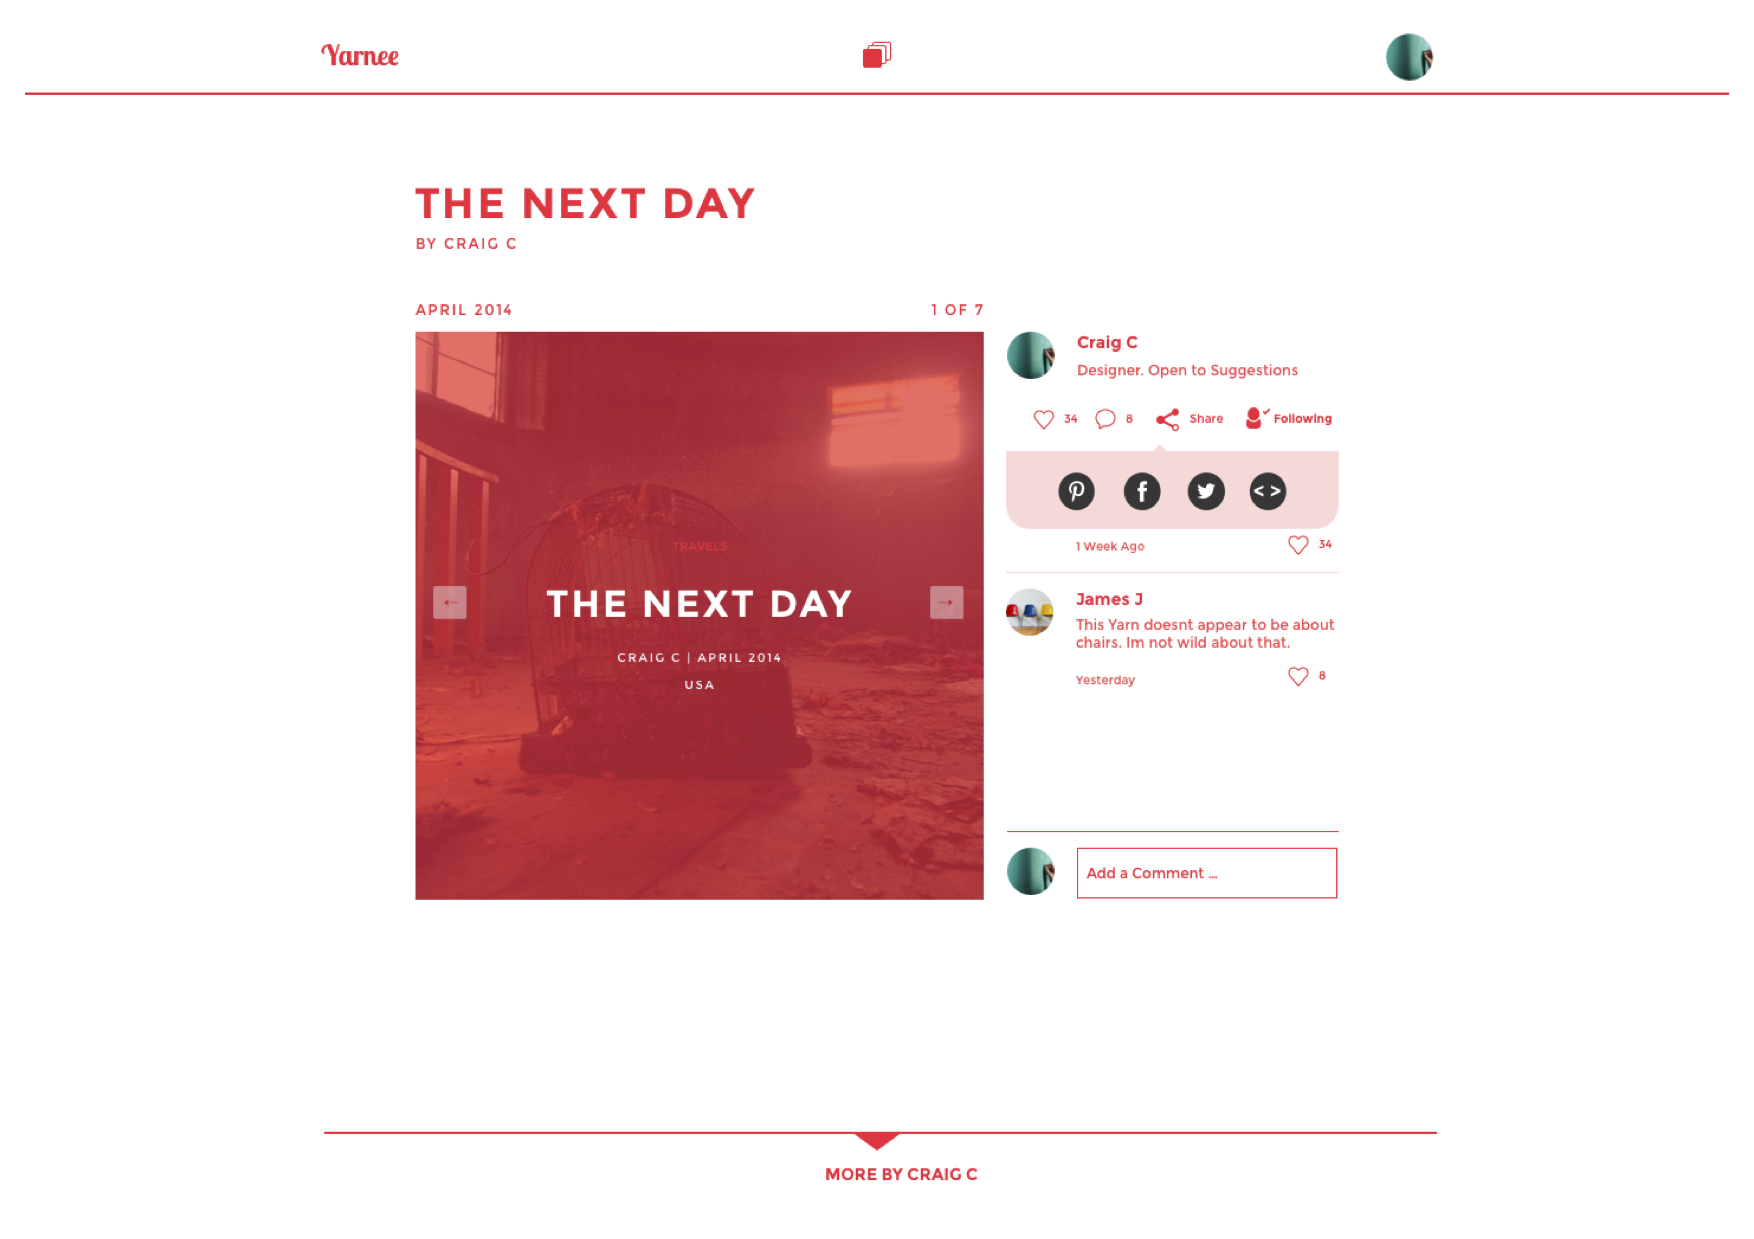 Yarnee
THE NEXT DAY
BY CRAIG C
APRIL 2014
1 OF 7
TRAVELS
THE NEXT DAY
CRAIG C | APRIL 2014
USA
Craig C
Designer. Open to Suggestions
34
8
Share
Following
< >
1 Week Ago
34
James J
This Yarn doesnt appear to be about
chairs. Im not wild about that.
Yesterday
8
Add a Comment ...
MORE BY CRAIG C